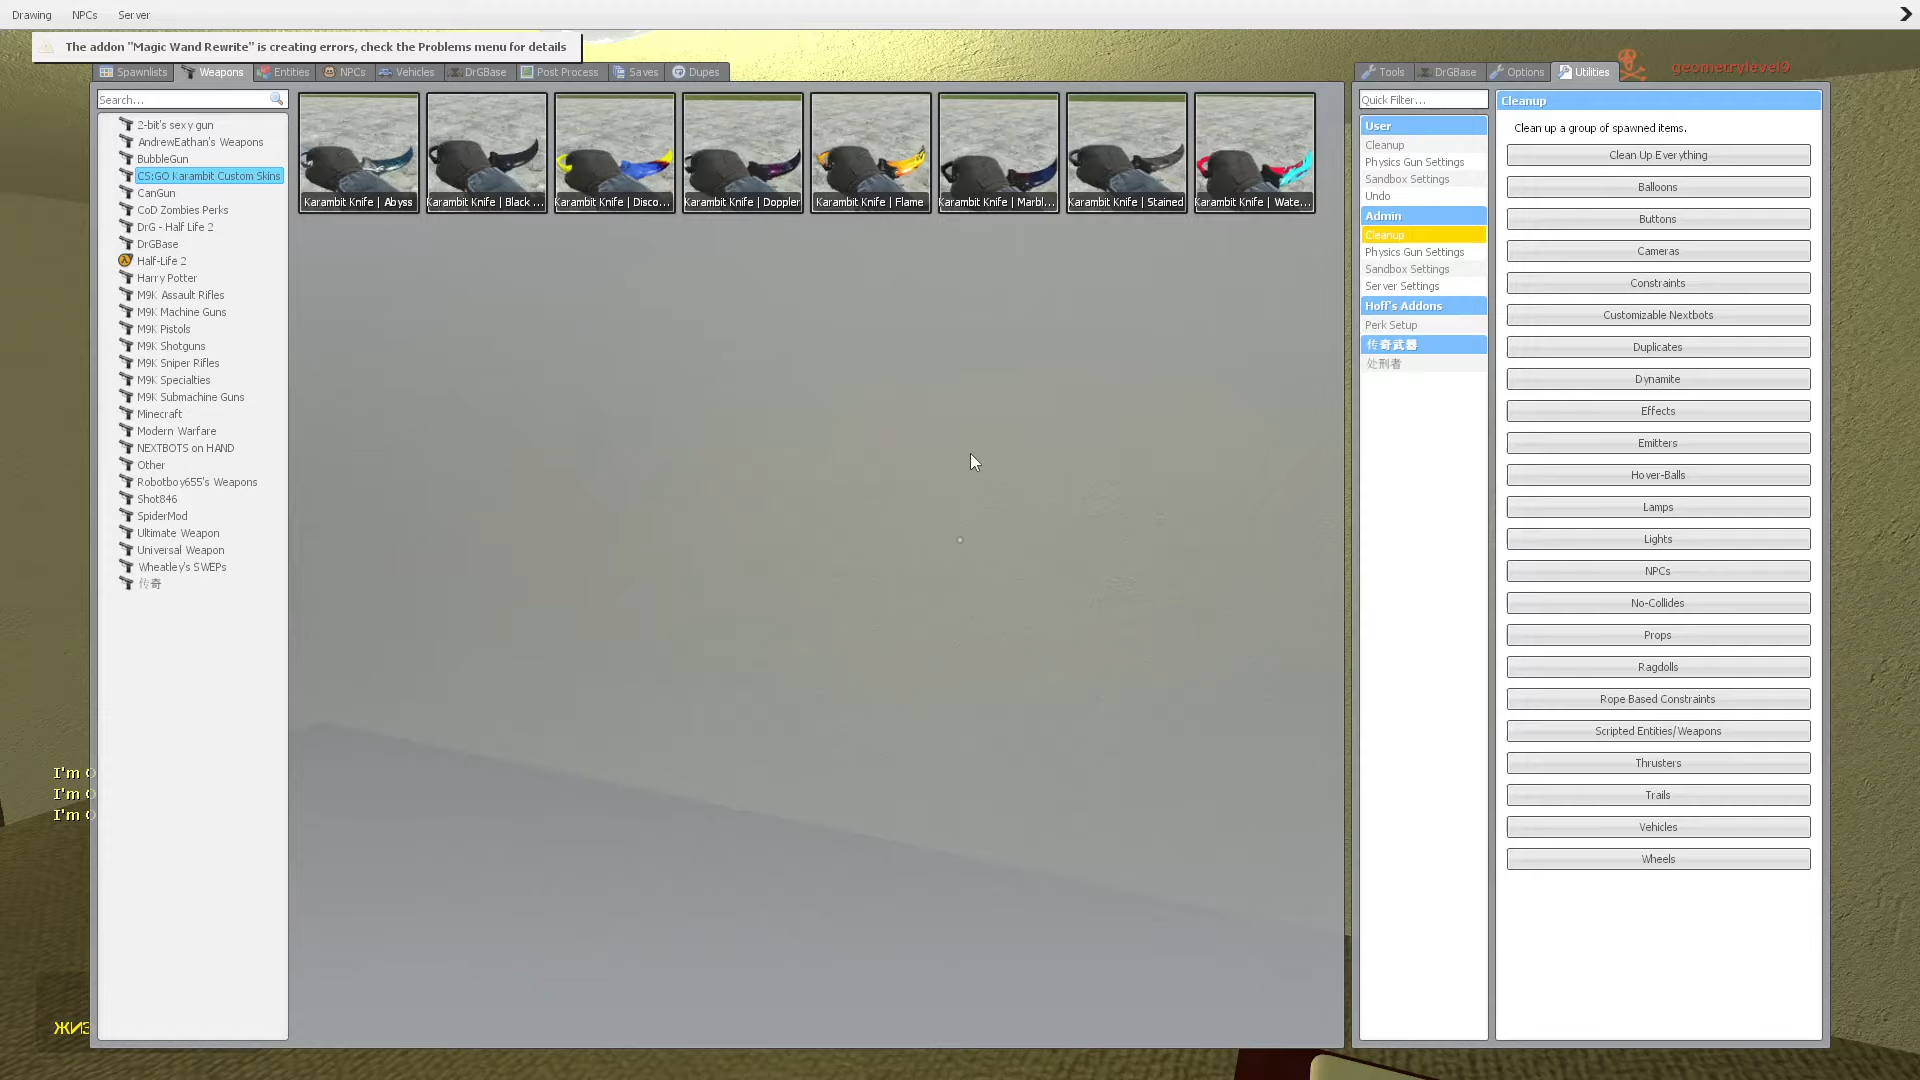 Drawing NPCs Server
The addon "Magic Wand Rewrite" is creating errors, check the Problems menu for details
Spawnlists Weapons Entities NPCs Vehicles DrGBase Post Process Saves Dupes
Tools DrGBase Options Utilities
geometrylevel9
Search...
2-bit's sexy gun
AndrewEathan's Weapons
BubbleGun
CS:GO Karambit Custom Skins
CanGun
CoD Zombies Perks
DrG - Half Life 2
DrGBase
Half-Life 2
Harry Potter
M9K Assault Rifles
M9K Machine Guns
M9K Pistols
M9K Shotguns
M9K Sniper Rifles
M9K Specialties
M9K Submachine Guns
Minecraft
Modern Warfare
NEXTBOTS on HAND
Other
Robotboy655's Weapons
Shot846
SpiderMod
Ultimate Weapon
Universal Weapon
Wheatley's SWEPs
传奇
Karambit Knife | Abyss
Karambit Knife | Black ...
Karambit Knife | Disco...
Karambit Knife | Doppler
Karambit Knife | Flame
Karambit Knife | Marbl...
Karambit Knife | Stained
Karambit Knife | Wate...
Quick Filter...
User
Cleanup
Physics Gun Settings
Sandbox Settings
Undo
Admin
Cleanup
Physics Gun Settings
Sandbox Settings
Server Settings
Hoff's Addons
Perk Setup
传奇武器
处刑者
Cleanup
Clean up a group of spawned items.
Clean Up Everything
Balloons
Buttons
Cameras
Constraints
Customizable Nextbots
Duplicates
Dynamite
Effects
Emitters
Hover-Balls
Lamps
Lights
NPCs
No-Collides
Props
Ragdolls
Rope Based Constraints
Scripted Entities/Weapons
Thrusters
Trails
Vehicles
Wheels
I'm
I'm
I'm